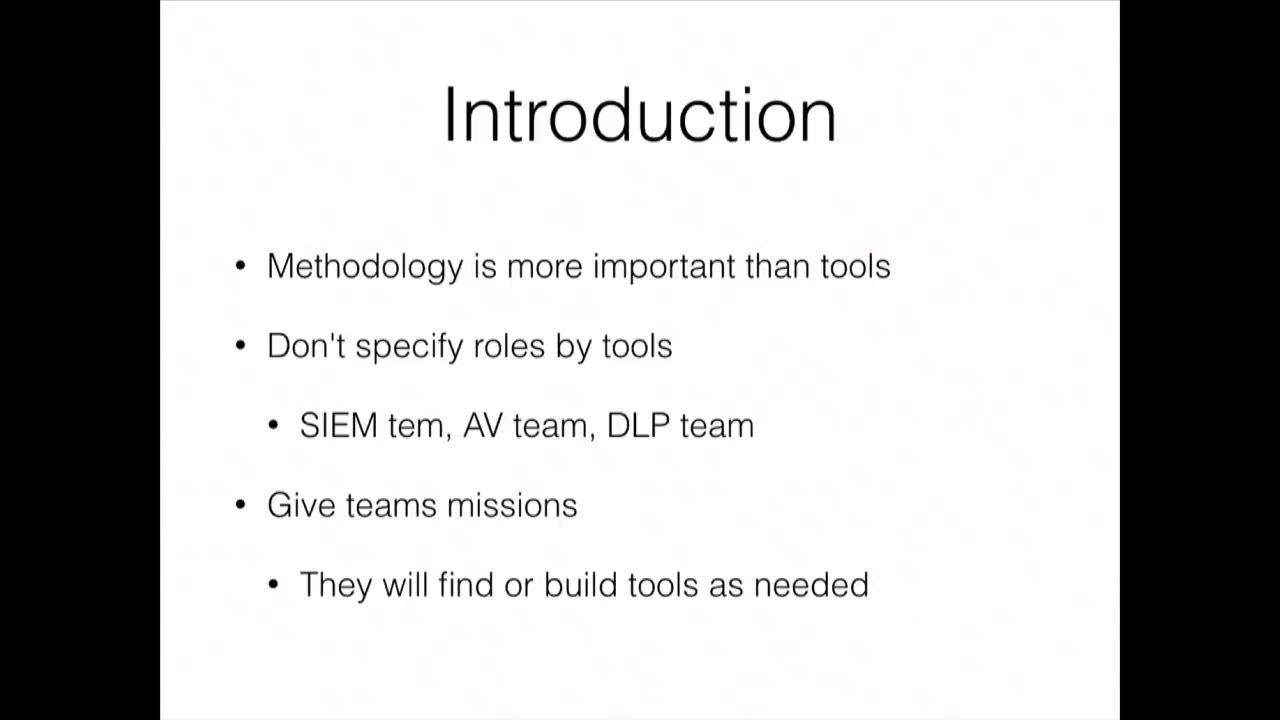 Introduction
• Methodology is more important than tools
• Don't specify roles by tools
• SIEM tem, AV team, DLP team
• Give teams missions
• They will find or build tools as needed